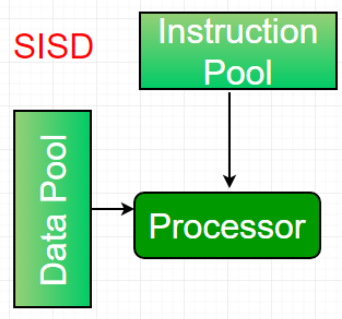 SISD
Instruction
Pool
Data Pool
Processor